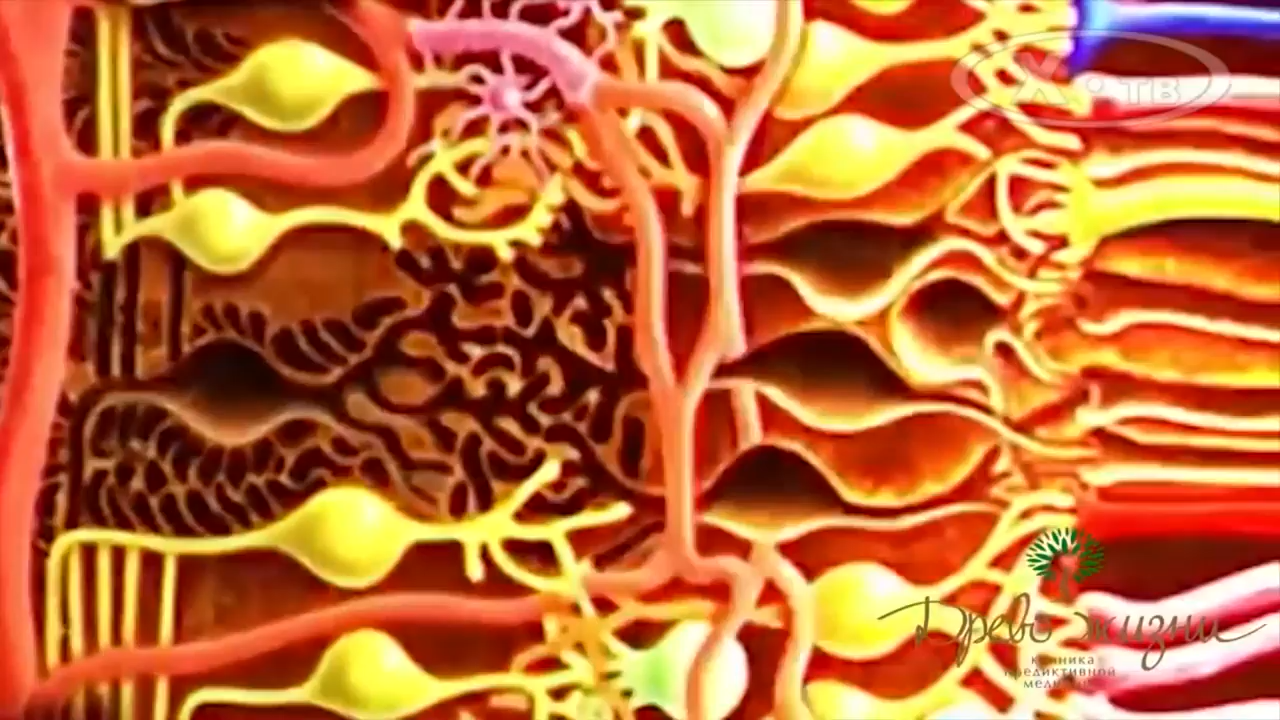 Х•ТВ
Древо жизни
клиника
предиктивной
медицины